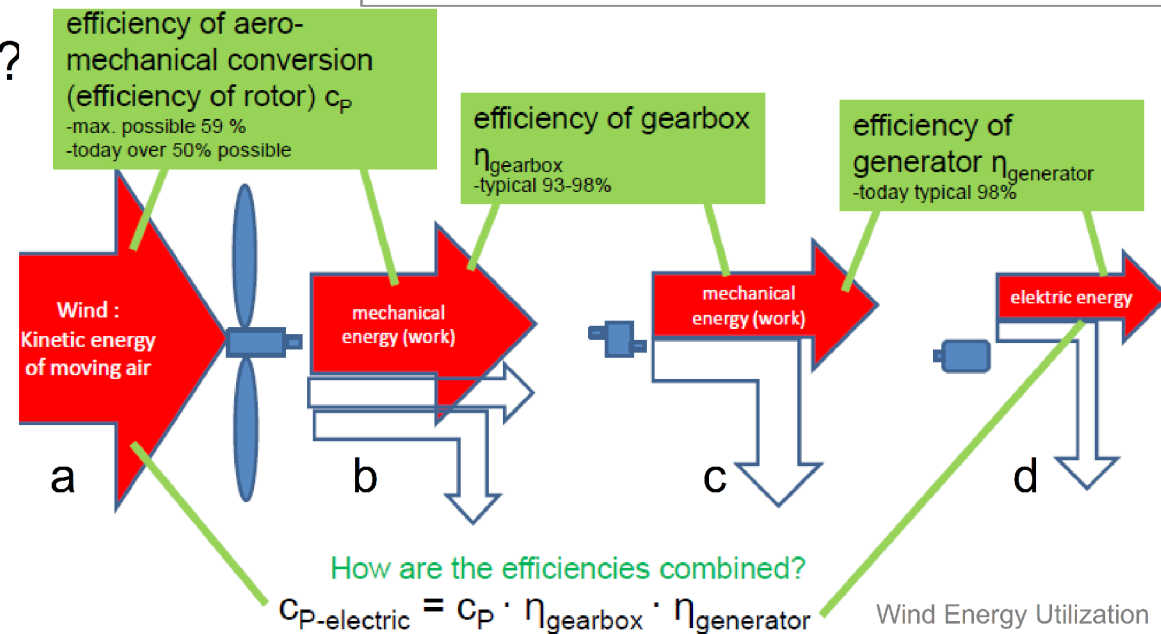 ?
efficiency of aero-
mechanical conversion
(efficiency of rotor) cP
-max. possible 59 %
-today over 50% possible
efficiency of gearbox
ηgearbox
-typical 93-98%
efficiency of
generator ηgenerator
-today typical 98%
Wind :
Kinetic energy
of moving air
mechanical
energy (work)
mechanical
energy (work)
elektric energy
a
b
c
d
How are the efficiencies combined?
cP-electric = cP · ηgearbox · ηgenerator
Wind Energy Utilization